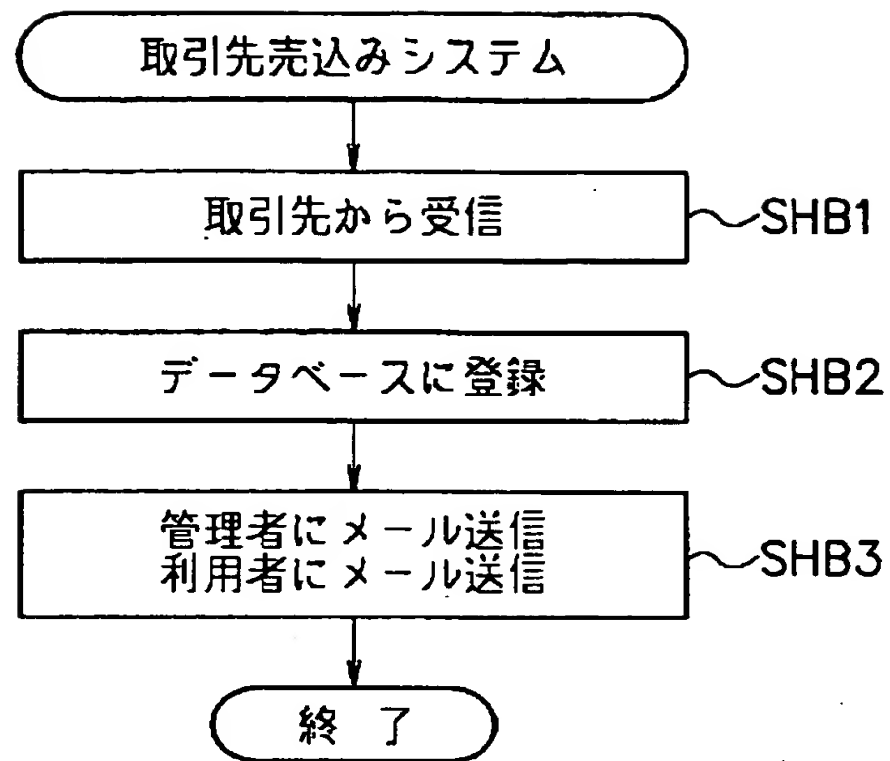 取引先売込みシステム
取引先から受信
SHB1
データベースに登録
SHB2
管理者にメール送信
利用者にメール送信
SHB3
終了